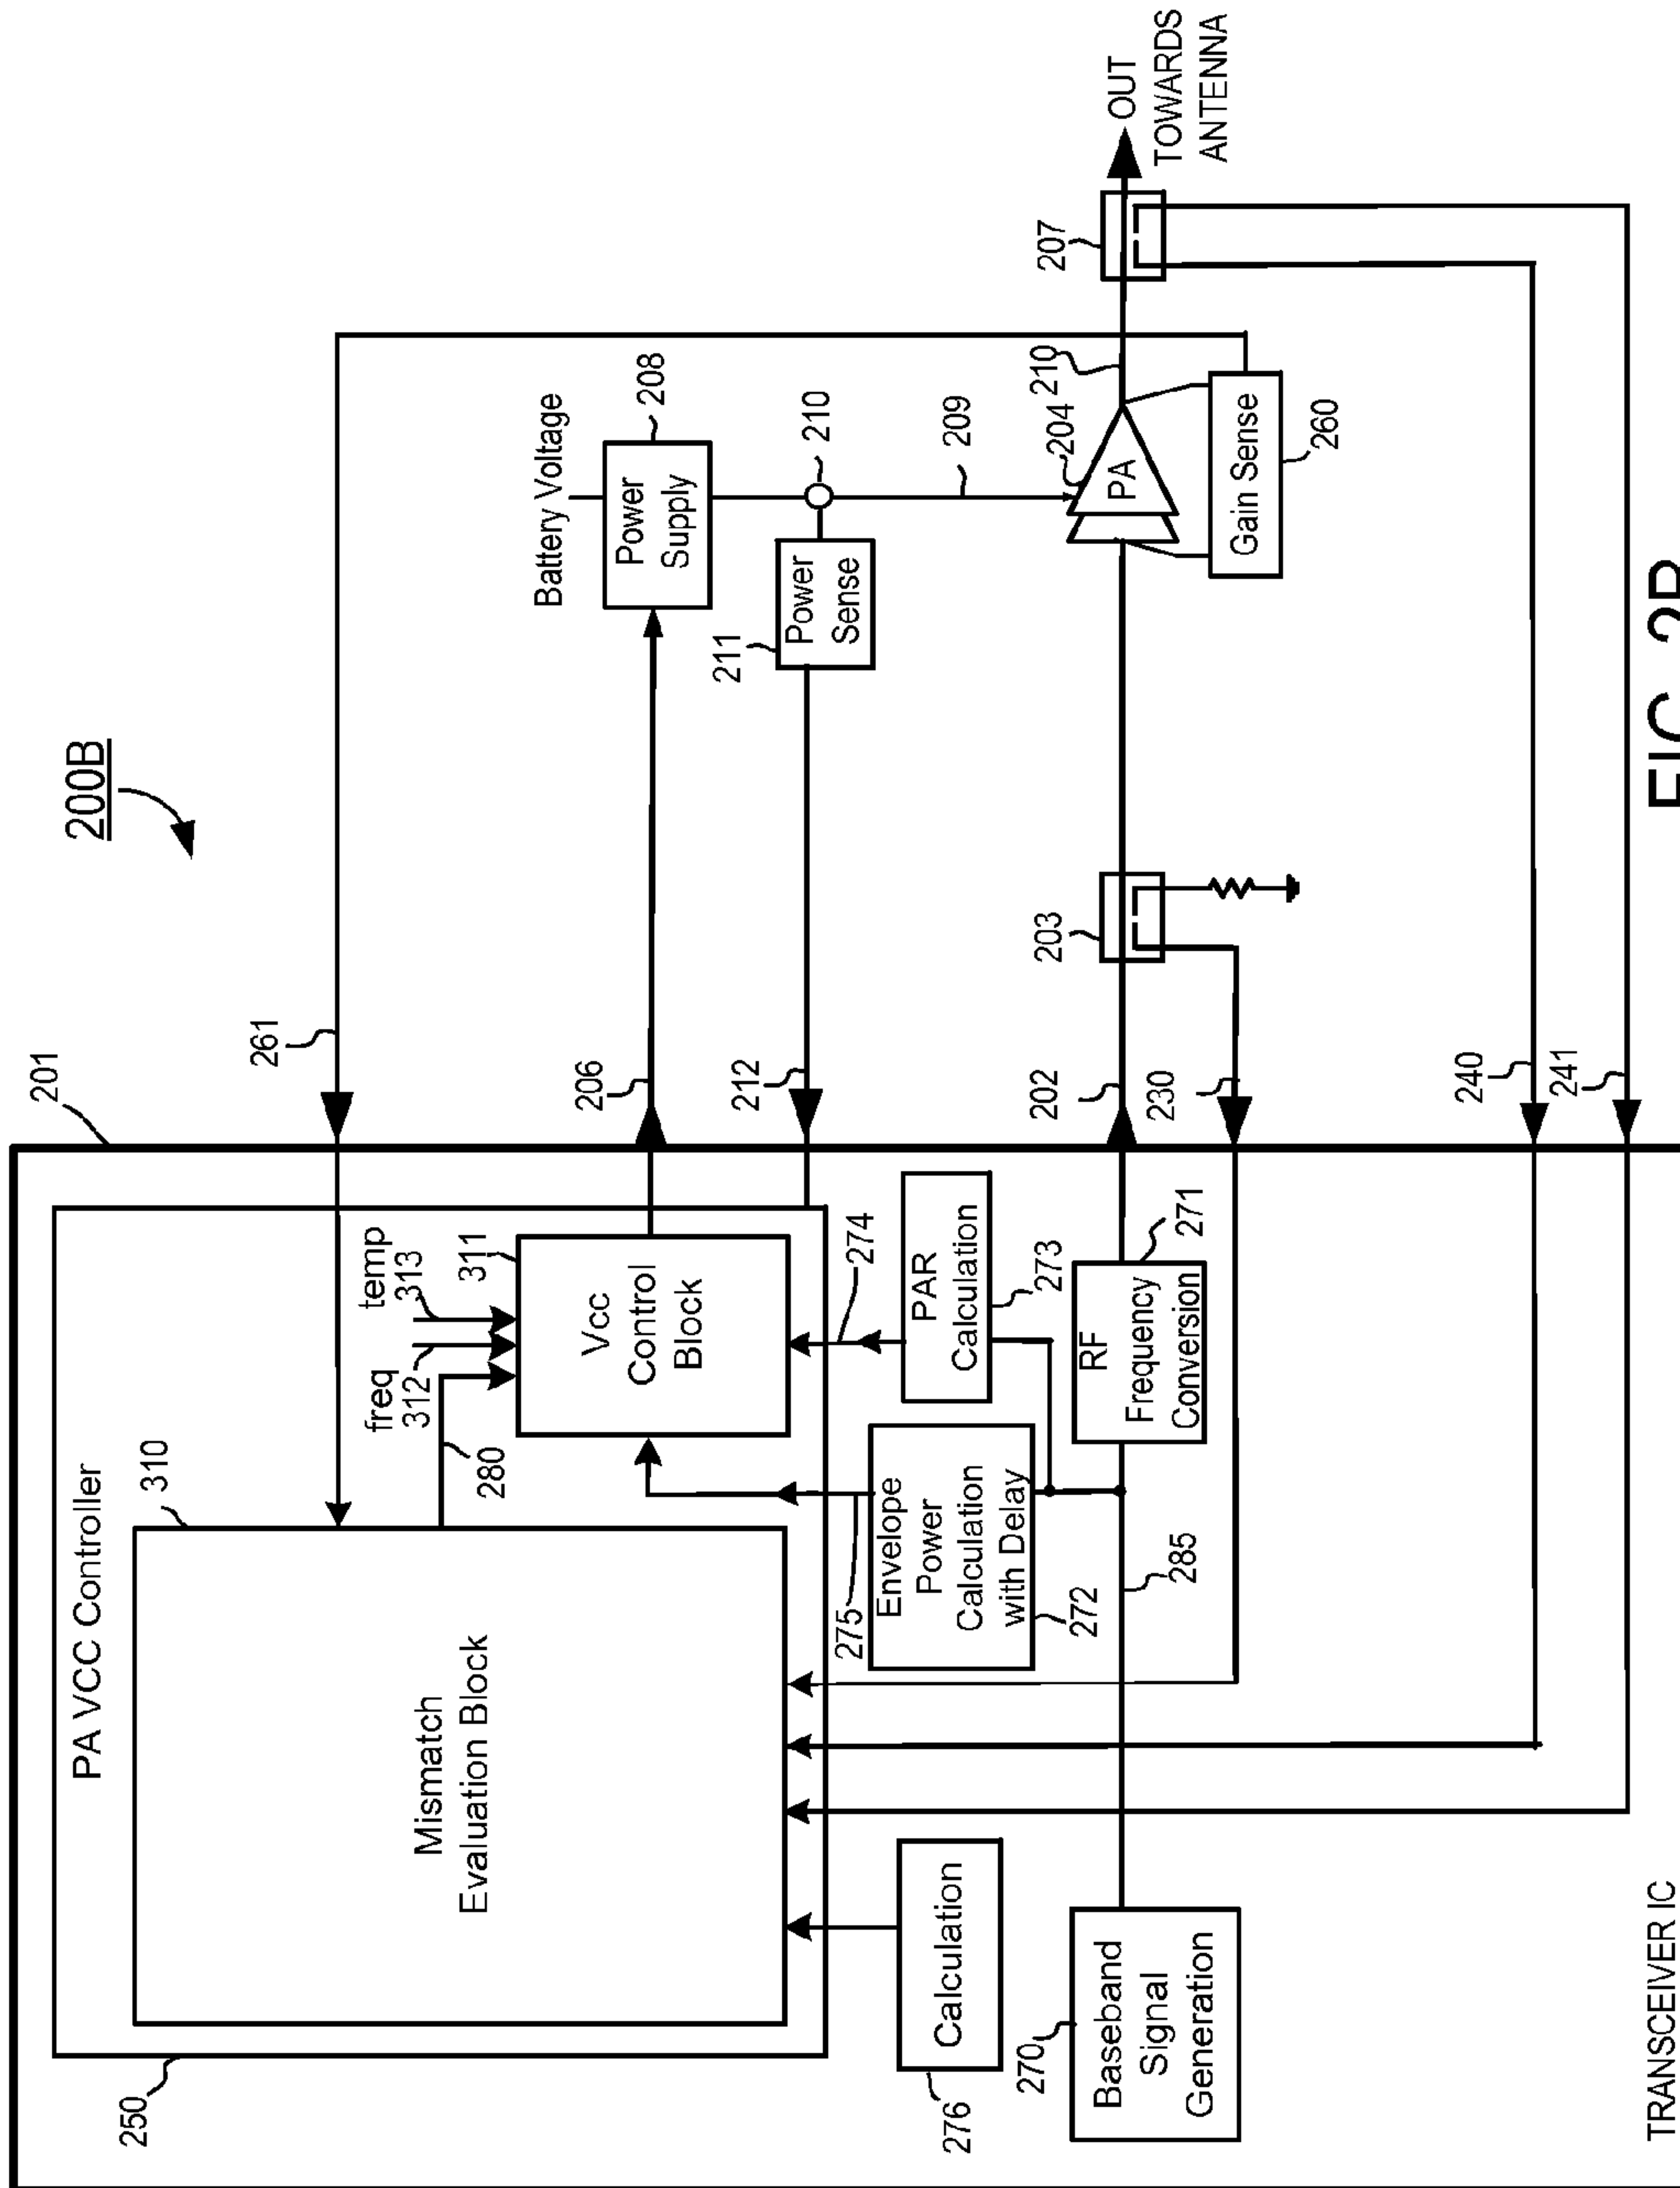 200B
201
PA VCC Controller
250
310
Mismatch
Evaluation Block
280
freq
312
temp
313
311
Vcc
Control
Block
261
206
212
Battery Voltage
208
Power
Supply
211
Power
Sense
210
209
274
275
PAR
Calculation
273
Envelope
Power
Calculation
with Delay
272
276
Calculation
270
Baseband
Signal
Generation
285
RF
Frequency
Conversion
271
202
230
203
204
PA
210
Gain Sense
260
207
OUT
TOWARDS
ANTENNA
240
241
TRANSCEIVER IC